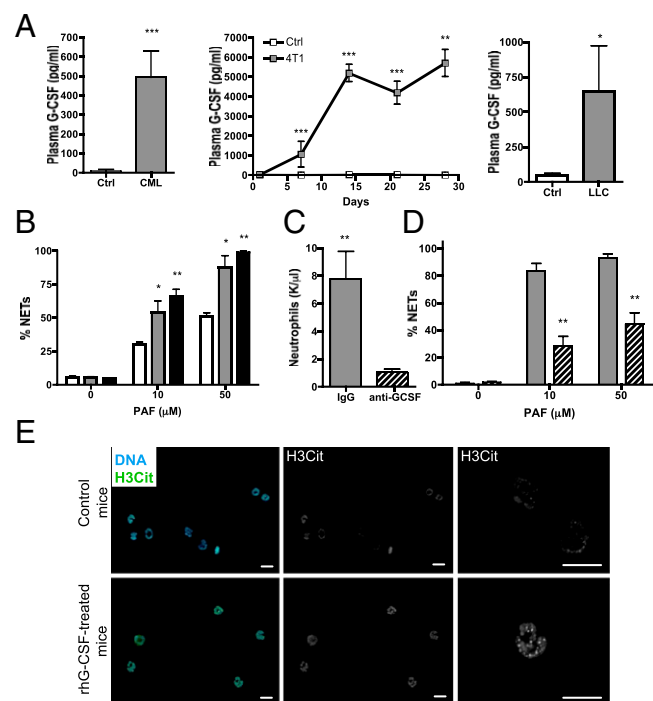 A
Plasma G-CSF (pg/ml)
700
600
500
400
300
200
100
0
***
Ctrl
CML
Plasma G-CSF (pg/ml)
7000
6000
5000
4000
3000
2000
1000
0
Ctrl
4T1
***
***
***
**
0
5
10
15
20
25
30
Days
Plasma G-CSF (pg/ml)
1000
750
500
250
0
*
Ctrl
LLC
B
% NETs
100
75
50
25
0
*
**
*
**
0
10
50
PAF (μM)
C
Neutrophils (K/μl)
10
8
6
4
2
0
**
IgG
anti-GCSF
D
% NETs
100
80
60
40
20
0
**
**
0
10
50
PAF (μM)
E
DNA
H3Cit
H3Cit
H3Cit
Control
mice
rhG-CSF-treated
mice